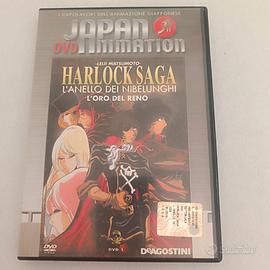 I CAPOLAVORI DELL'ANIMAZIONE GIAPPONESE
JAPAN
DVD ANIMATION
-LEIJI MATSUMOTO-
HARLOCK SAGA
L'ANELLO DEI NIBELUNGHI
L'ORO DEL RENO
DVD
DVD 1
DeAGOSTINI
subito